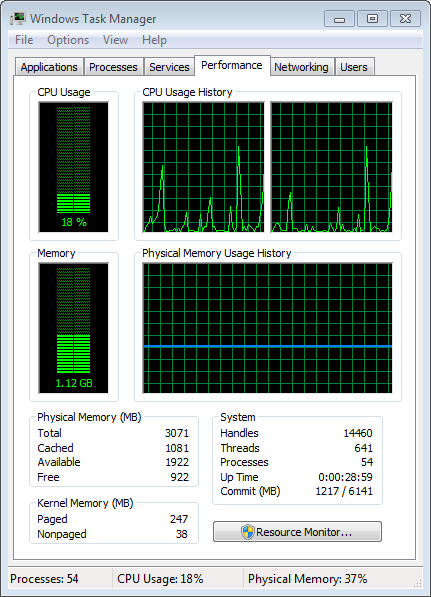 Windows Task Manager
File Options View Help
Applications Processes Services Performance Networking Users
CPU Usage CPU Usage History
18 %
Memory Physical Memory Usage History
1.12 GB
Physical Memory (MB)
Total 3071
Cached 1081
Available 1922
Free 922
Kernel Memory (MB)
Paged 247
Nonpaged 38
System
Handles 14460
Threads 641
Processes 54
Up Time 0:00:28:59
Commit (MB) 1217 / 6141
Resource Monitor...
Processes: 54 CPU Usage: 18% Physical Memory: 37%